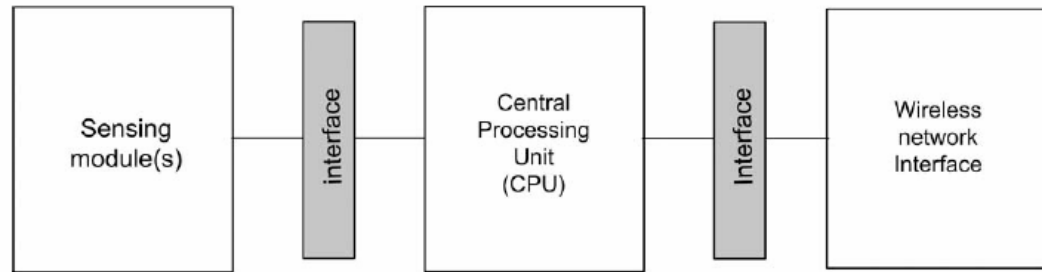 Sensing
module(s)
interface
Central
Processing
Unit
(CPU)
Interface
Wireless
network
Interface